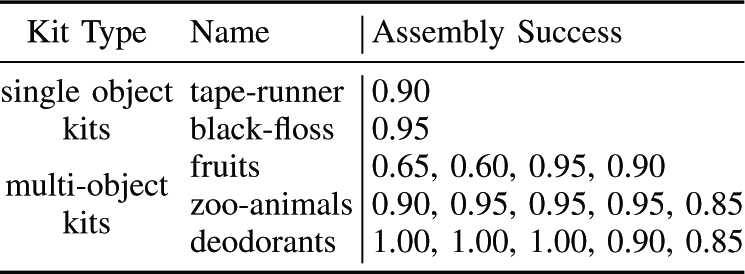 Kit Type Name Assembly Success
single object kits tape-runner 0.90
black-floss 0.95
multi-object kits fruits 0.65, 0.60, 0.95, 0.90
zoo-animals 0.90, 0.95, 0.95, 0.95, 0.85
deodorants 1.00, 1.00, 1.00, 0.90, 0.85